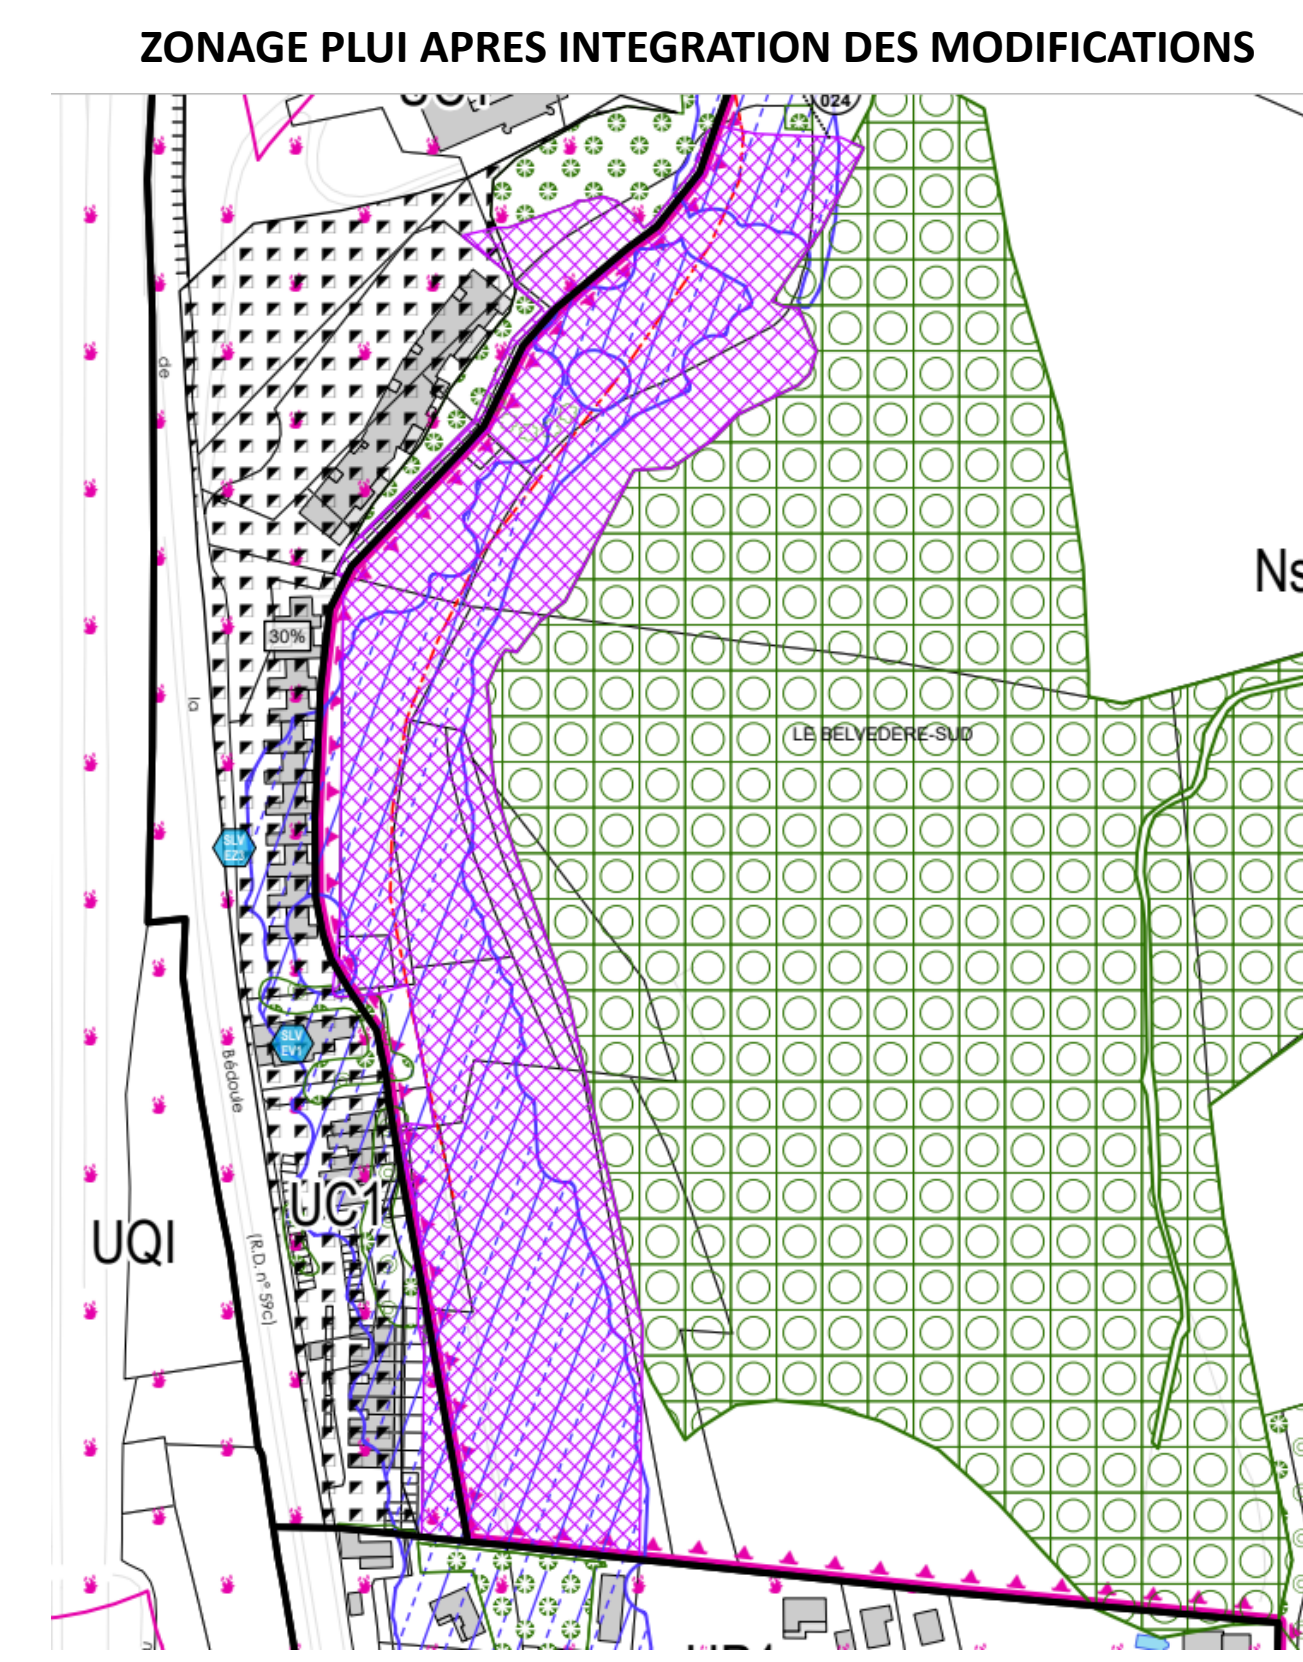 ZONAGE PLUI APRES INTEGRATION DES MODIFICATIONS
024
de
Ns
30%
la
LE BELVEDERE-SUD
SLV
EZ3
SLV
EV1
Bédoule
UC1
UQI
(R.D. n° 59c)